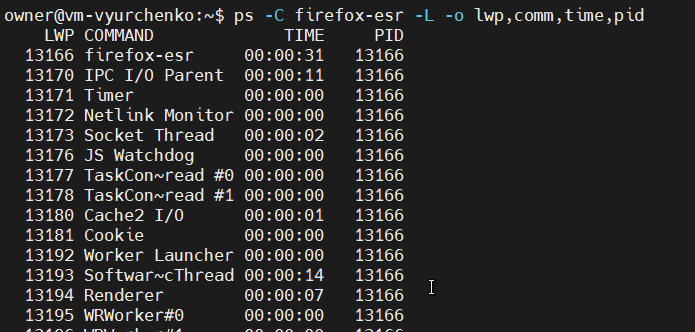 owner@vm-vyurchenko:~$ ps -C firefox-esr -L -o lwp,comm,time,pid
LWP COMMAND TIME PID
13166 firefox-esr 00:00:31 13166
13170 IPC I/O Parent 00:00:11 13166
13171 Timer 00:00:00 13166
13172 Netlink Monitor 00:00:00 13166
13173 Socket Thread 00:00:02 13166
13176 JS Watchdog 00:00:00 13166
13177 TaskCon~read #0 00:00:00 13166
13178 TaskCon~read #1 00:00:00 13166
13180 Cache2 I/O 00:00:01 13166
13181 Cookie 00:00:00 13166
13192 Worker Launcher 00:00:00 13166
13193 Softwar~cThread 00:00:14 13166
13194 Renderer 00:00:07 13166
13195 WRWorker#0 00:00:00 13166